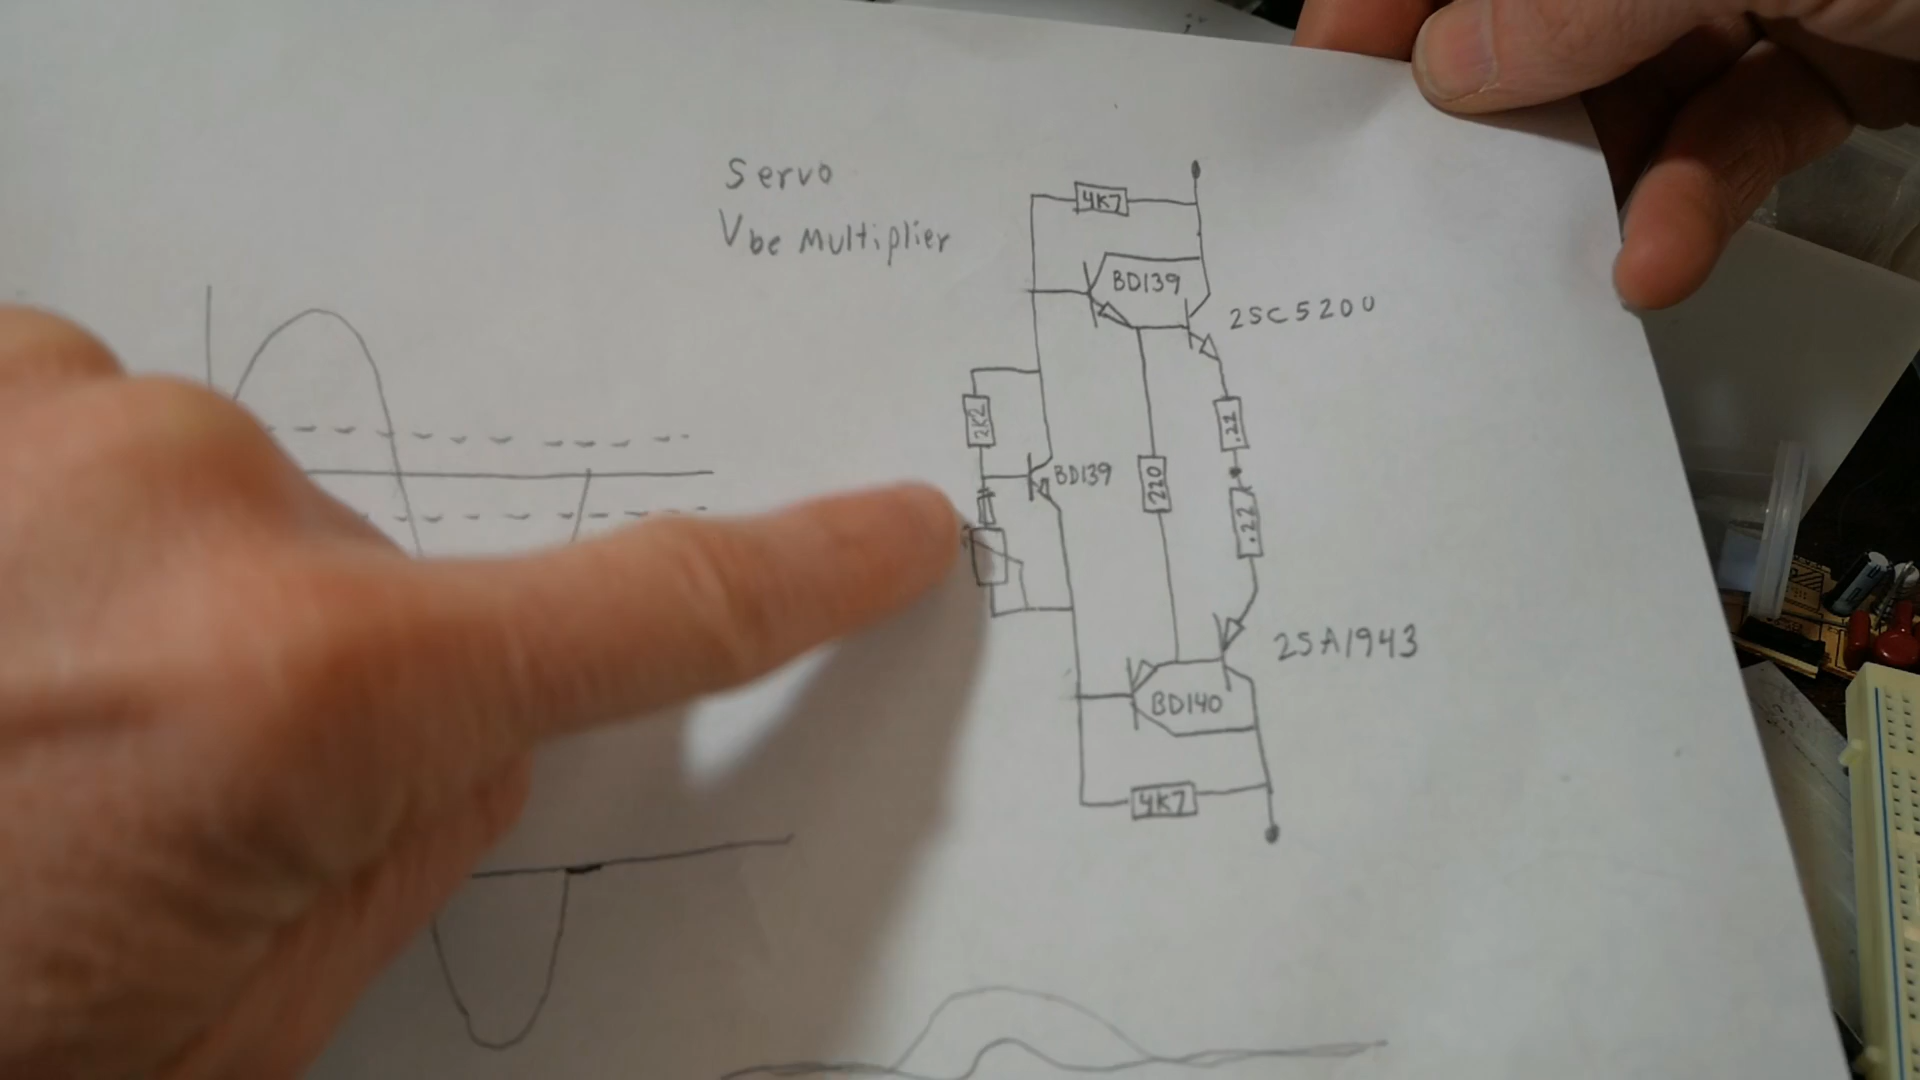 Servo
Vbe Multiplier
4K7
BD139
2SC5200
2K2
BD139
220
.22
.22
2SA1943
BD140
4K7